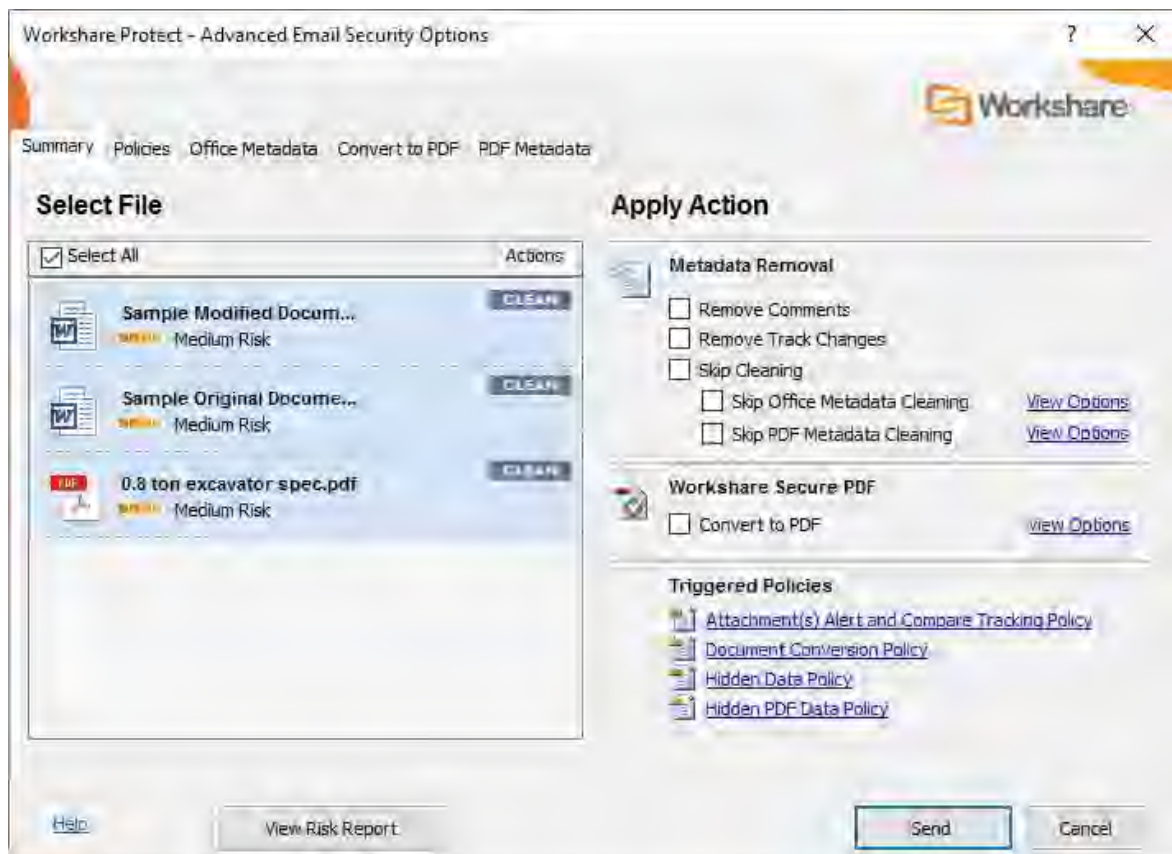 Workshare Protect - Advanced Email Security Options
?
Workshare
Summary Policies Office Metadata Convert to PDF PDF Metadata
Select File
Select All
Actions
Sample Modified Docum...
CLEAN
Medium Risk
Sample Original Docume...
CLEAN
Medium Risk
PDF
0.8 ton excavator spec.pdf
CLEAN
Medium Risk
Apply Action
Metadata Removal
Remove Comments
Remove Track Changes
Skip Cleaning
Skip Office Metadata Cleaning View Options
Skip PDF Metadata Cleaning View Options
Workshare Secure PDF
Convert to PDF View Options
Triggered Policies
Attachment(s) Alert and Compare Tracking Policy
Document Conversion Policy
Hidden Data Policy
Hidden PDF Data Policy
Help
View Risk Report
Send
Cancel